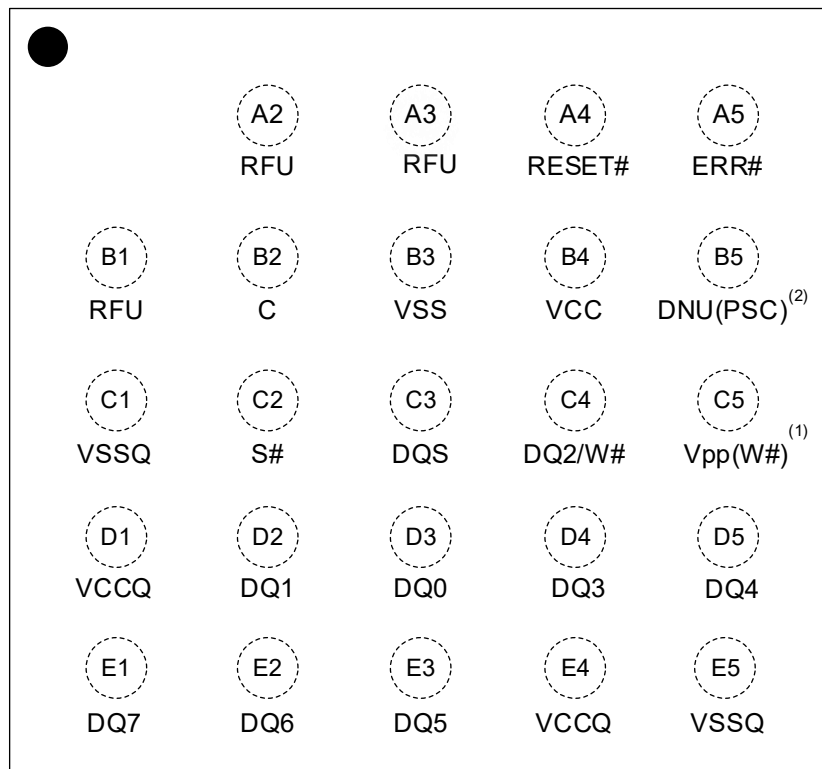 A2 A3 A4 A5
RFU RFU RESET# ERR#
B1 B2 B3 B4 B5
RFU C VSS VCC DNU(PSC)(2)
C1 C2 C3 C4 C5
VSSQ S# DQS DQ2/W# Vpp(W#)(1)
D1 D2 D3 D4 D5
VCCQ DQ1 DQ0 DQ3 DQ4
E1 E2 E3 E4 E5
DQ7 DQ6 DQ5 VCCQ VSSQ